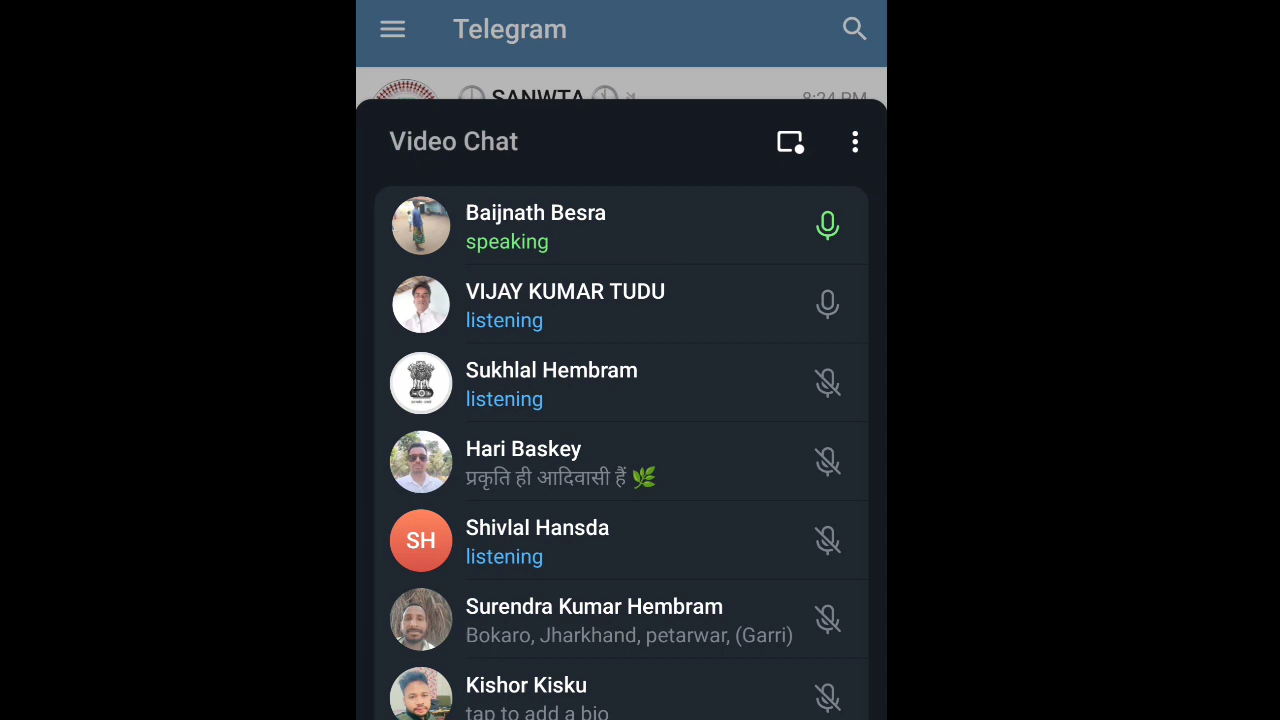 Telegram
SANWTA
8:24 PM
Video Chat
Baijnath Besra
speaking
VIJAY KUMAR TUDU
listening
Sukhlal Hembram
listening
Hari Baskey
प्रकृति ही आदिवासी हैं 🌿
SH
Shivlal Hansda
listening
Surendra Kumar Hembram
Bokaro, Jharkhand, petarwar, (Garri)
Kishor Kisku
tap to add a bio